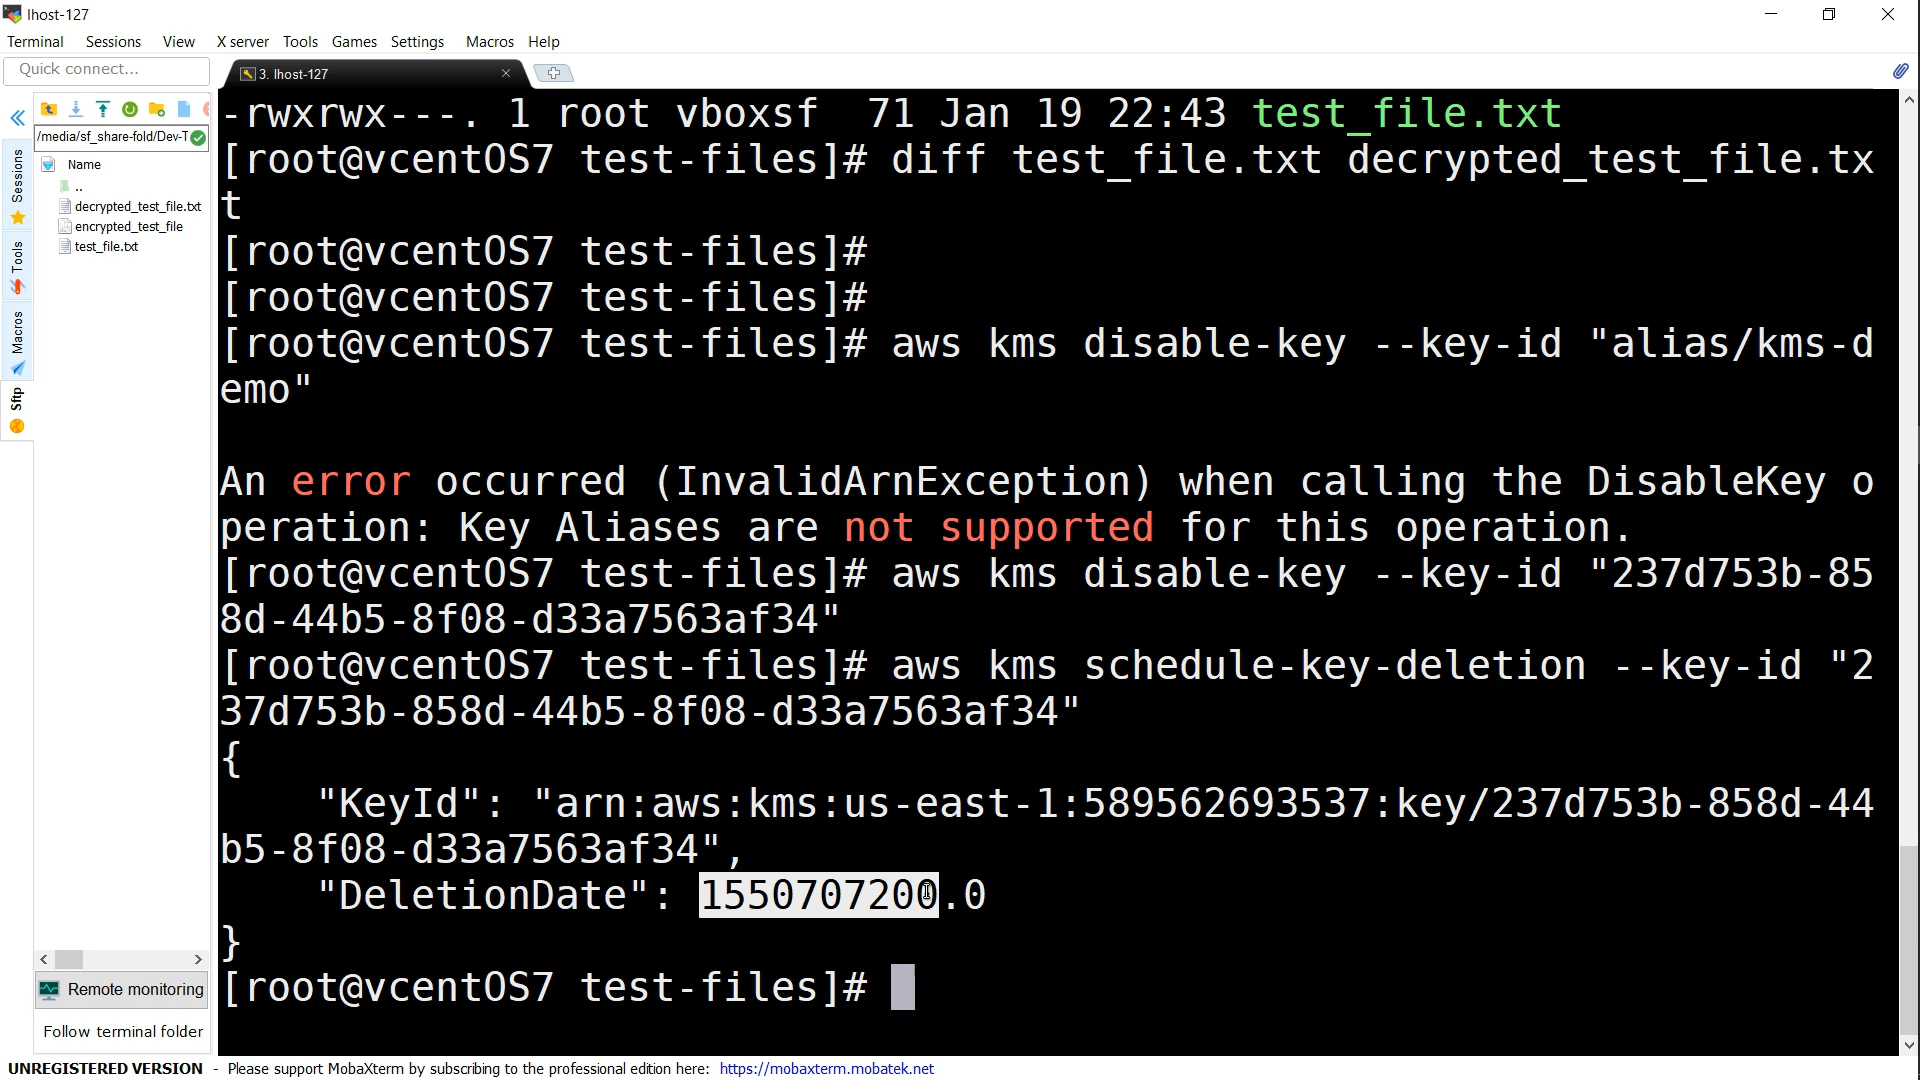 lhost-127
Terminal Sessions View X server Tools Games Settings Macros Help
Quick connect...
3. lhost-127
/media/sf_share-fold/Dev-T
Name
..
decrypted_test_file.txt
encrypted_test_file
test_file.txt
Sessions
Tools
Macros
Sftp
-rwxrwx---. 1 root vboxsf  71 Jan 19 22:43 test_file.txt
[root@vcentOS7 test-files]# diff test_file.txt decrypted_test_file.tx
t
[root@vcentOS7 test-files]#
[root@vcentOS7 test-files]#
[root@vcentOS7 test-files]# aws kms disable-key --key-id "alias/kms-d
emo"
An error occurred (InvalidArnException) when calling the DisableKey o
peration: Key Aliases are not supported for this operation.
[root@vcentOS7 test-files]# aws kms disable-key --key-id "237d753b-85
8d-44b5-8f08-d33a7563af34"
[root@vcentOS7 test-files]# aws kms schedule-key-deletion --key-id "2
37d753b-858d-44b5-8f08-d33a7563af34"
{
    "KeyId": "arn:aws:kms:us-east-1:589562693537:key/237d753b-858d-44
b5-8f08-d33a7563af34",
    "DeletionDate": 1550707200.0
}
[root@vcentOS7 test-files]#
Remote monitoring
Follow terminal folder
UNREGISTERED VERSION - Please support MobaXterm by subscribing to the professional edition here: https://mobaxterm.mobatek.net